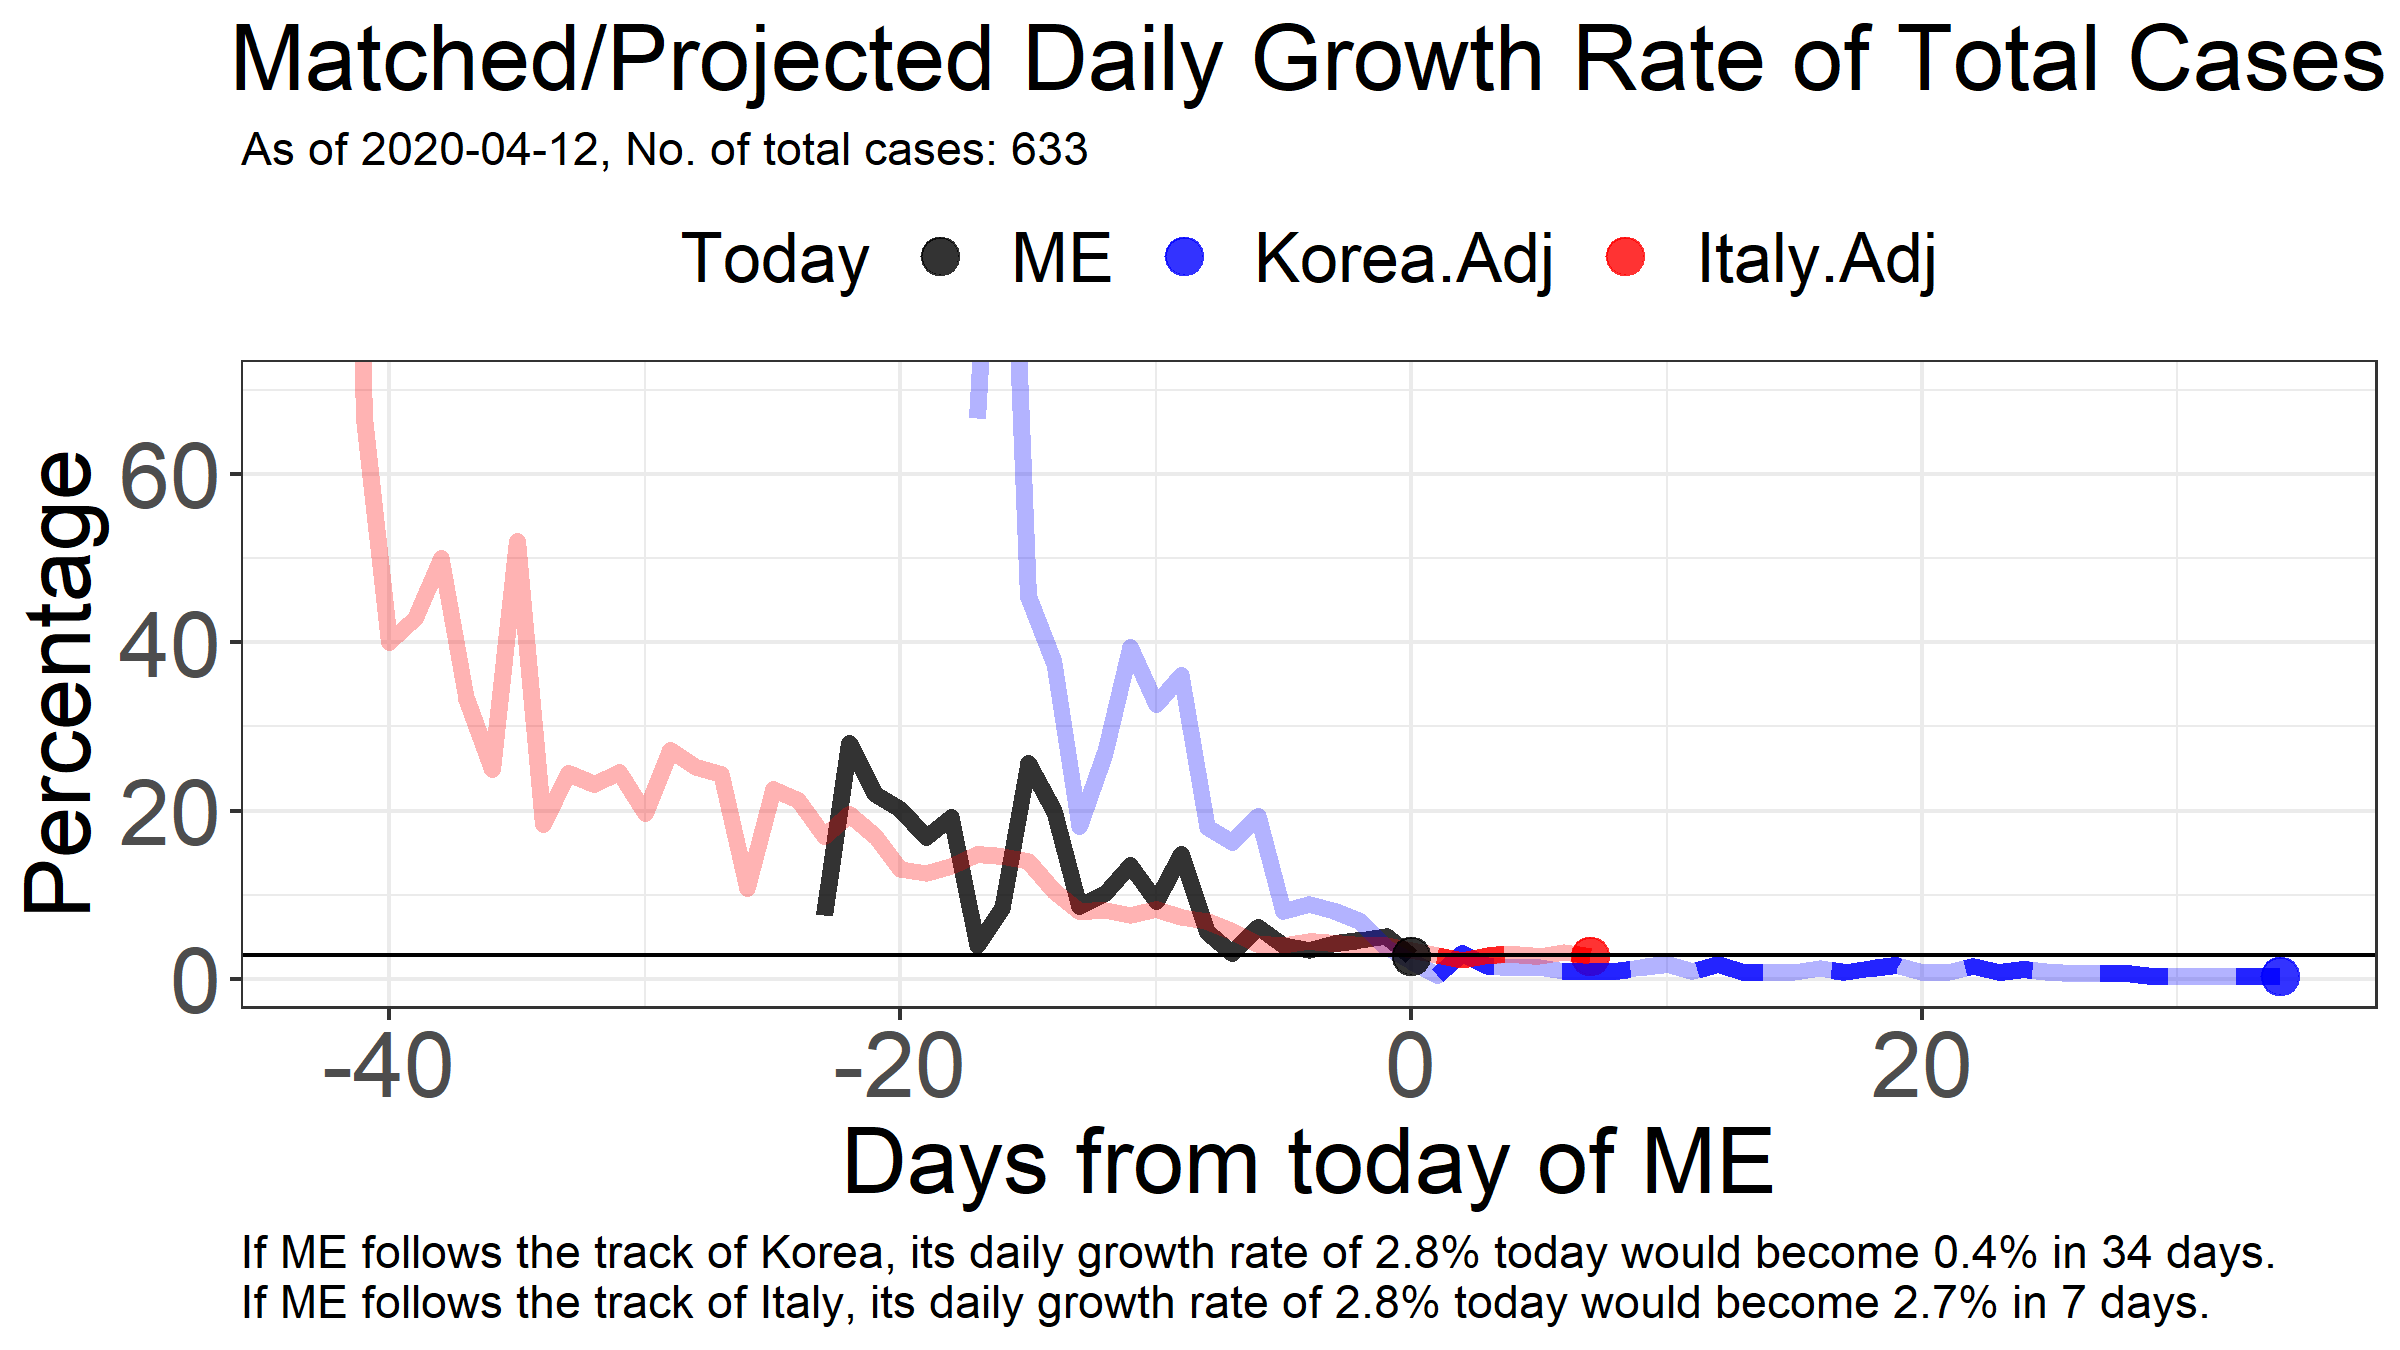 Matched/Projected Daily Growth Rate of Total Cases
As of 2020-04-12, No. of total cases: 633
Today ME Korea.Adj Italy.Adj
Percentage
60
40
20
0
-40 -20 0 20
Days from today of ME
If ME follows the track of Korea, its daily growth rate of 2.8% today would become 0.4% in 34 days.
If ME follows the track of Italy, its daily growth rate of 2.8% today would become 2.7% in 7 days.